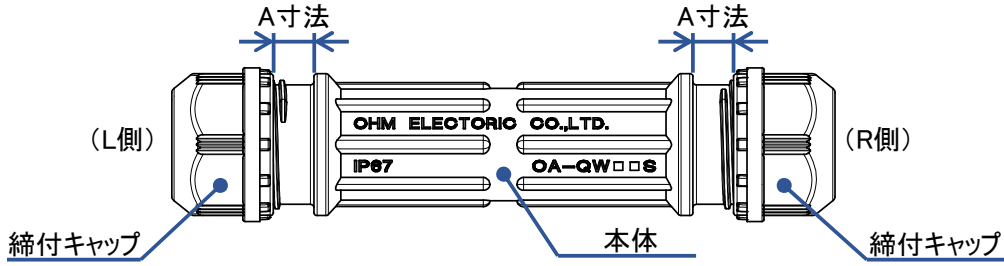 A寸法 A寸法
(L側) OHM ELECTORIC CO.,LTD. (R側)
IP67 OA-QW□□S
締付キャップ 本体 締付キャップ